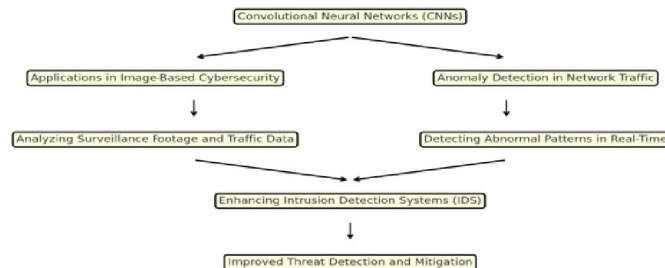 Convolutional Neural Networks (CNNs)
Applications in Image-Based Cybersecurity
Anomaly Detection in Network Traffic
Analyzing Surveillance Footage and Traffic Data
Detecting Abnormal Patterns in Real-Time
Enhancing Intrusion Detection Systems (IDS)
Improved Threat Detection and Mitigation